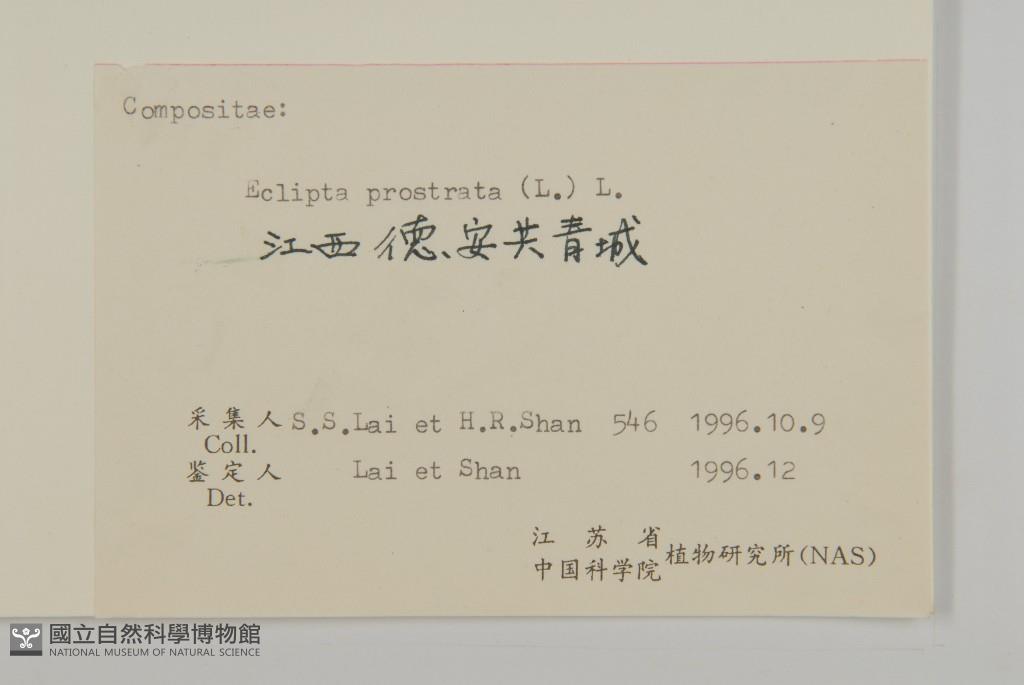 Compositae:
Eclipta prostrata (L.) L.
江西德安共青城
采集人 S.S.Lai et H.R.Shan 546 1996.10.9
Coll.
鉴定人 Lai et Shan 1996.12
Det.
江苏省
中国科学院植物研究所(NAS)
國立自然科學博物館
NATIONAL MUSEUM OF NATURAL SCIENCE